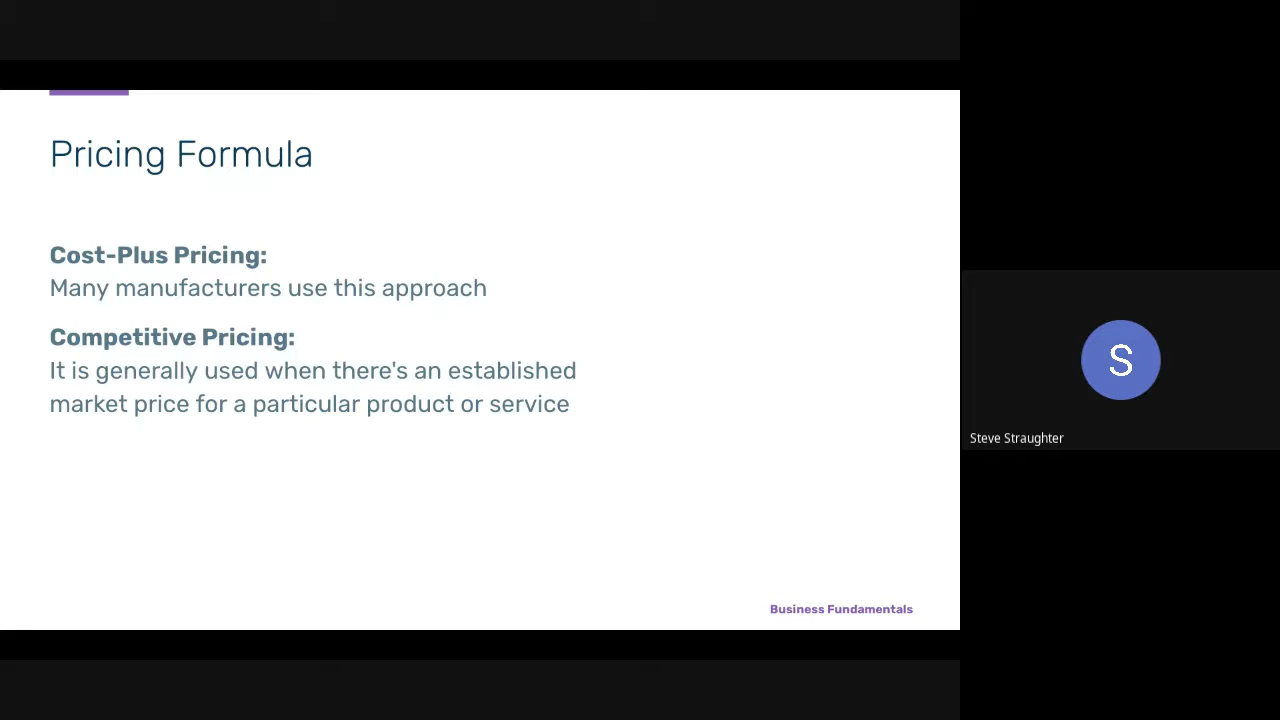 Pricing Formula
Cost-Plus Pricing:
Many manufacturers use this approach
Competitive Pricing:
It is generally used when there's an established
market price for a particular product or service
Business Fundamentals
S
Steve Straughter